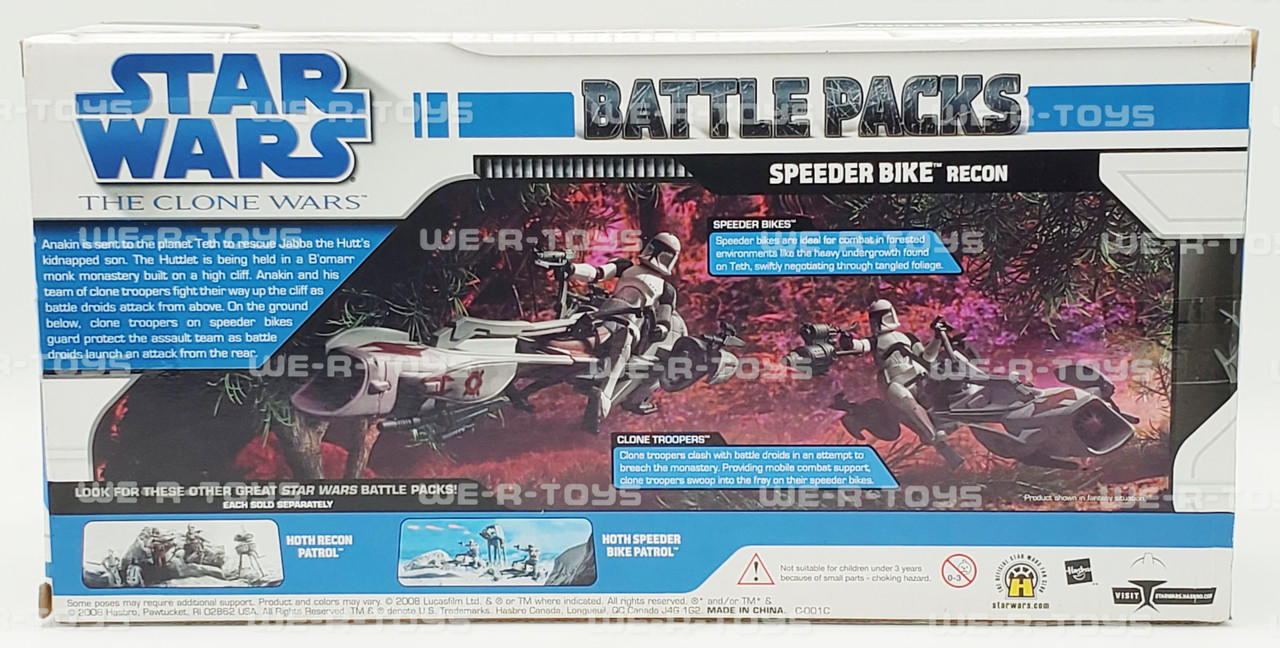 STAR
WARS
THE CLONE WARS™
BATTLE PACKS
SPEEDER BIKE™ RECON
Anakin is sent to the planet Teth to rescue Jabba the Hutt's
kidnapped son. The Huttlet is being held in a B'omarr
monk monastery built on a high cliff. Anakin and his
team of clone troopers fight their way up the cliff as
battle droids attack from above. On the ground
below, clone troopers on speeder bikes
guard protect the assault team as battle
droids launch an attack from the rear.
SPEEDER BIKES™
Speeder bikes are ideal for combat in forested
environments like the heavy undergrowth found
on Teth, swiftly negotiating through tangled foliage.
CLONE TROOPERS™
Clone troopers clash with battle droids in an attempt to
breach the monastery. Providing mobile combat support,
clone troopers swoop into the fray on their speeder bikes.
Product shown in fantasy situation.
LOOK FOR THESE OTHER GREAT STAR WARS BATTLE PACKS!
EACH SOLD SEPARATELY
HOTH RECON
PATROL™
HOTH SPEEDER
BIKE PATROL™
Not suitable for children under 3 years
because of small parts - choking hazard.
0-3
THE OFFICIAL STAR WARS FAN CLUB
starwars.com
Hasbro
VISIT
STARWARS.HASBRO.COM
Some poses may require additional support. Product and colors may vary. © 2008 Lucasfilm Ltd. & ® or TM where indicated. All rights reserved. ®* and/or TM* &
© 2008 Hasbro, Pawtucket, RI 02862 USA. All Rights Reserved. TM & ® denote U.S. Trademarks. Hasbro Canada, Longueuil, QC Canada J4G 1G2. MADE IN CHINA. C-001C
WE-R-TOYS